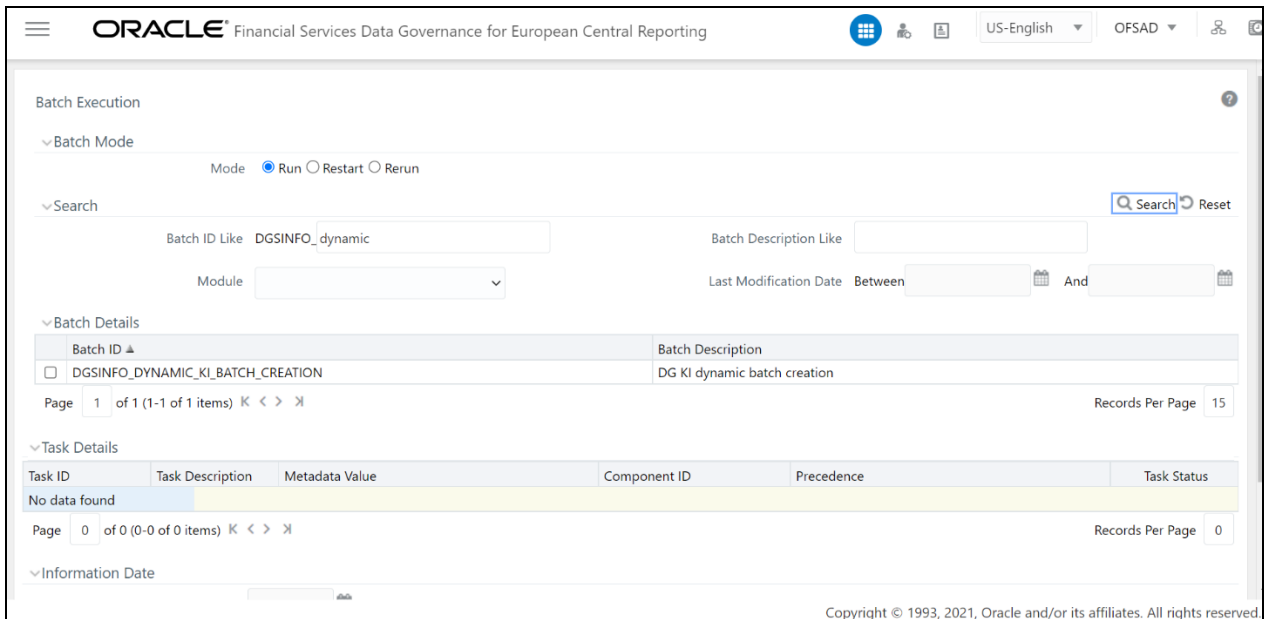 ORACLE® Financial Services Data Governance for European Central Reporting US-English OFSAD
Batch Execution
Batch Mode
Mode Run Restart Rerun
Search Search Reset
Batch ID Like DGSINFO_ dynamic Batch Description Like
Module Last Modification Date Between And
Batch Details
Batch ID Batch Description
DGSINFO_DYNAMIC_KI_BATCH_CREATION DG KI dynamic batch creation
Page 1 of 1 (1-1 of 1 items) Records Per Page 15
Task Details
Task ID Task Description Metadata Value Component ID Precedence Task Status
No data found
Page 0 of 0 (0-0 of 0 items) Records Per Page 0
Information Date
Copyright © 1993, 2021, Oracle and/or its affiliates. All rights reserved.